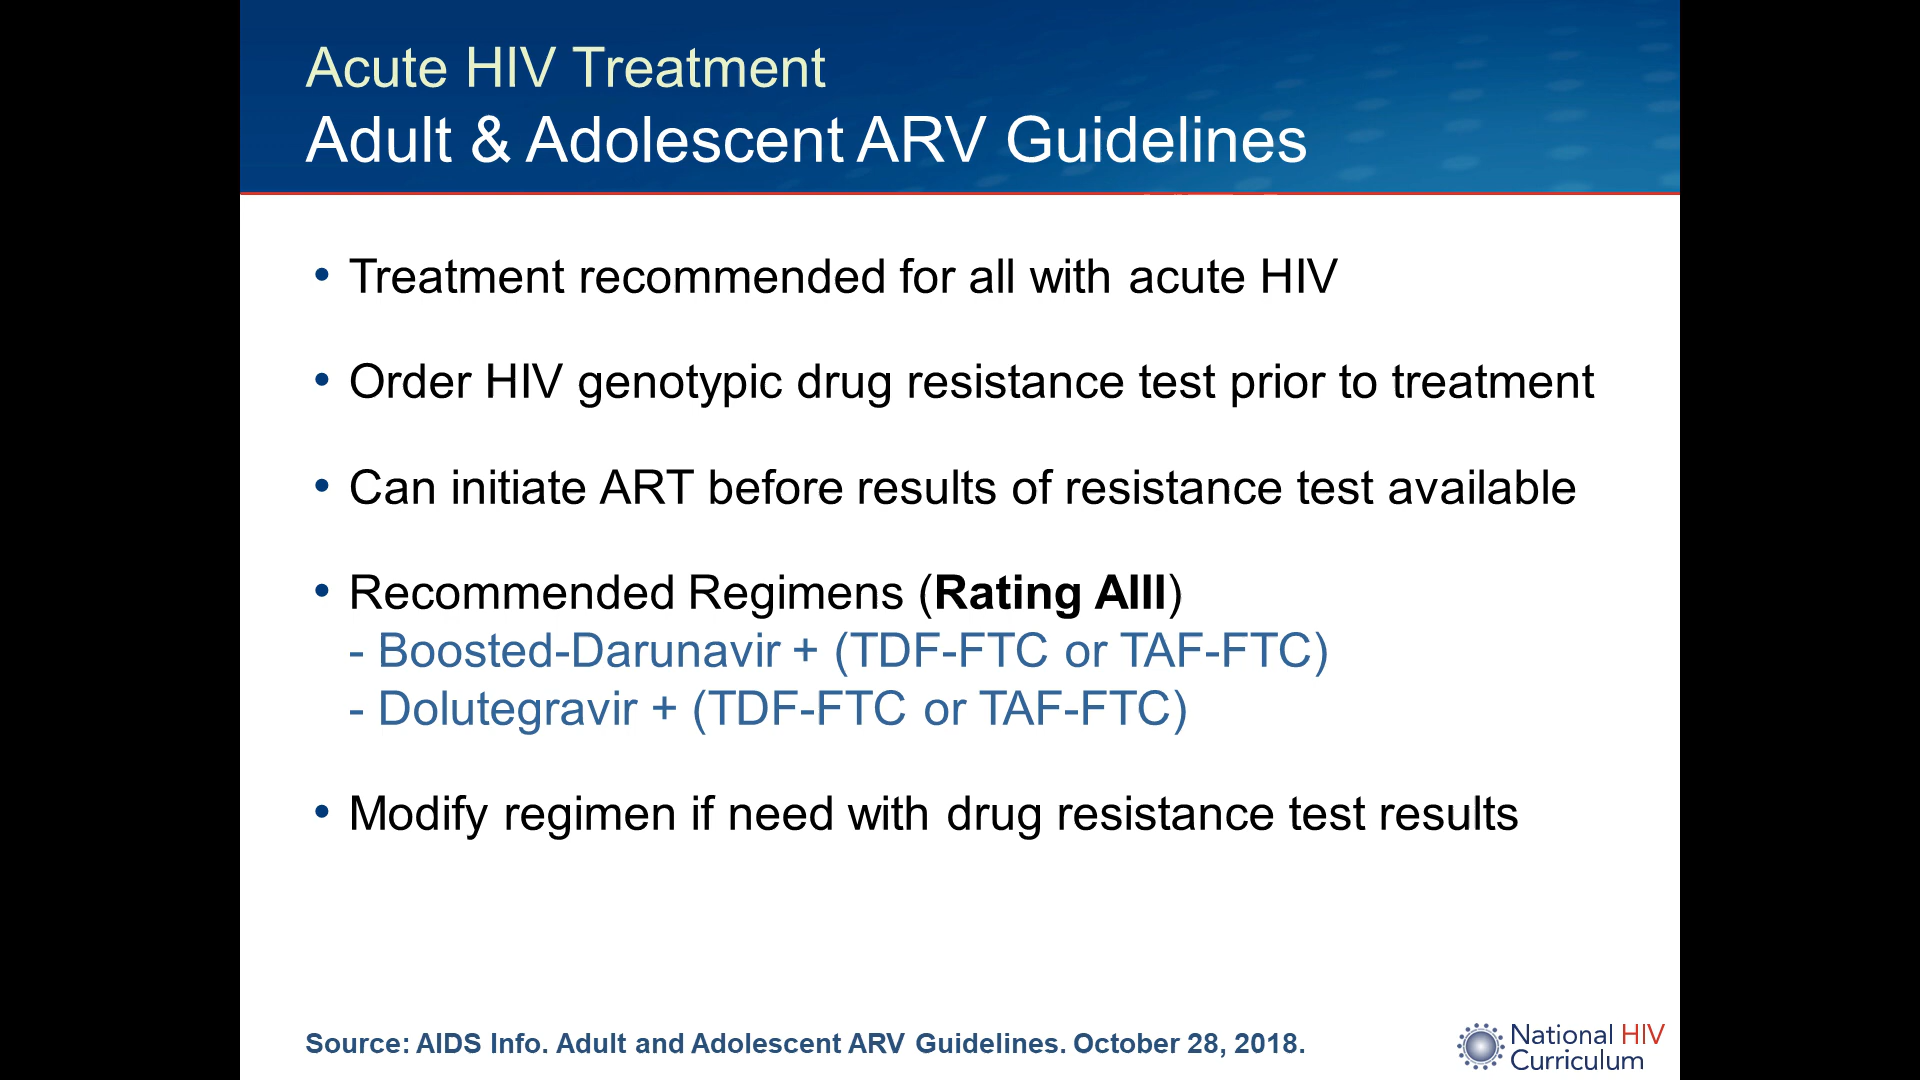 Acute HIV Treatment
Adult & Adolescent ARV Guidelines
• Treatment recommended for all with acute HIV
• Order HIV genotypic drug resistance test prior to treatment
• Can initiate ART before results of resistance test available
• Recommended Regimens (Rating AIII)
- Boosted-Darunavir + (TDF-FTC or TAF-FTC)
- Dolutegravir + (TDF-FTC or TAF-FTC)
• Modify regimen if need with drug resistance test results
Source: AIDS Info. Adult and Adolescent ARV Guidelines. October 28, 2018.
National HIV
Curriculum